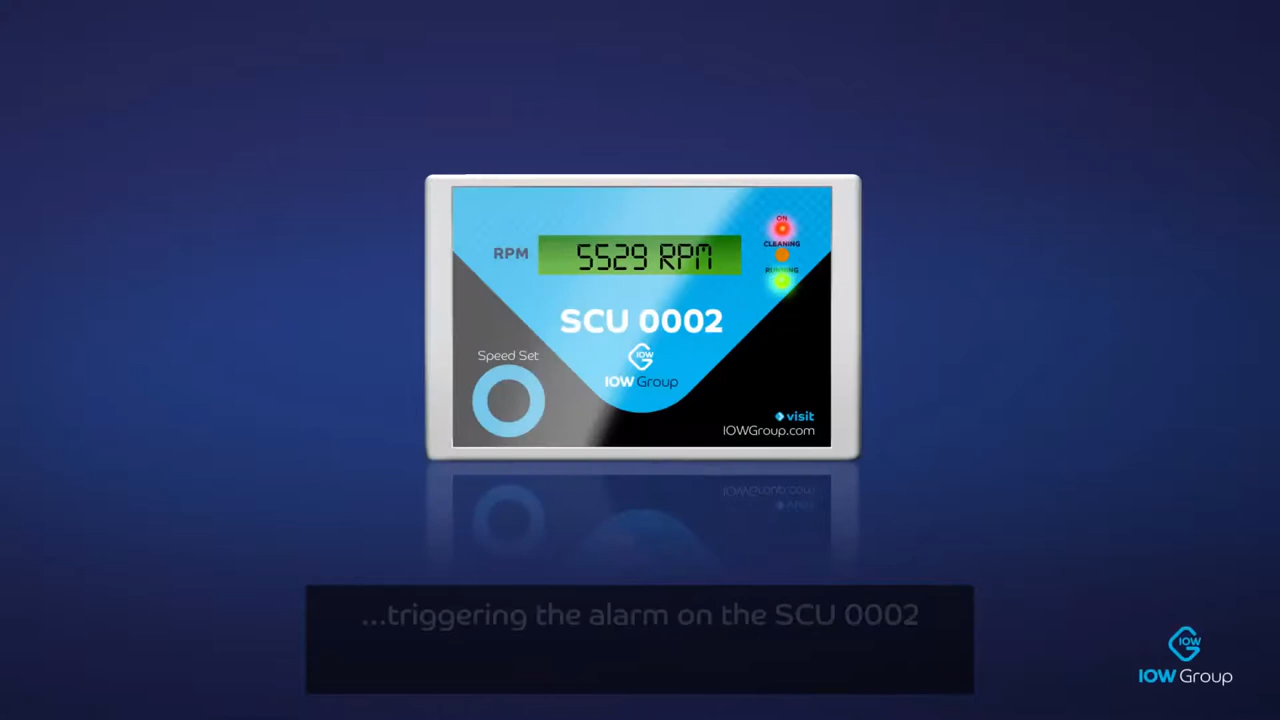 ON
CLEANING
RPM
5529 RPM
RUNNING
SCU 0002
Speed Set
IOW
IOW Group
visit
IOWGroup.com
...triggering the alarm on the SCU 0002
IOW
IOW Group